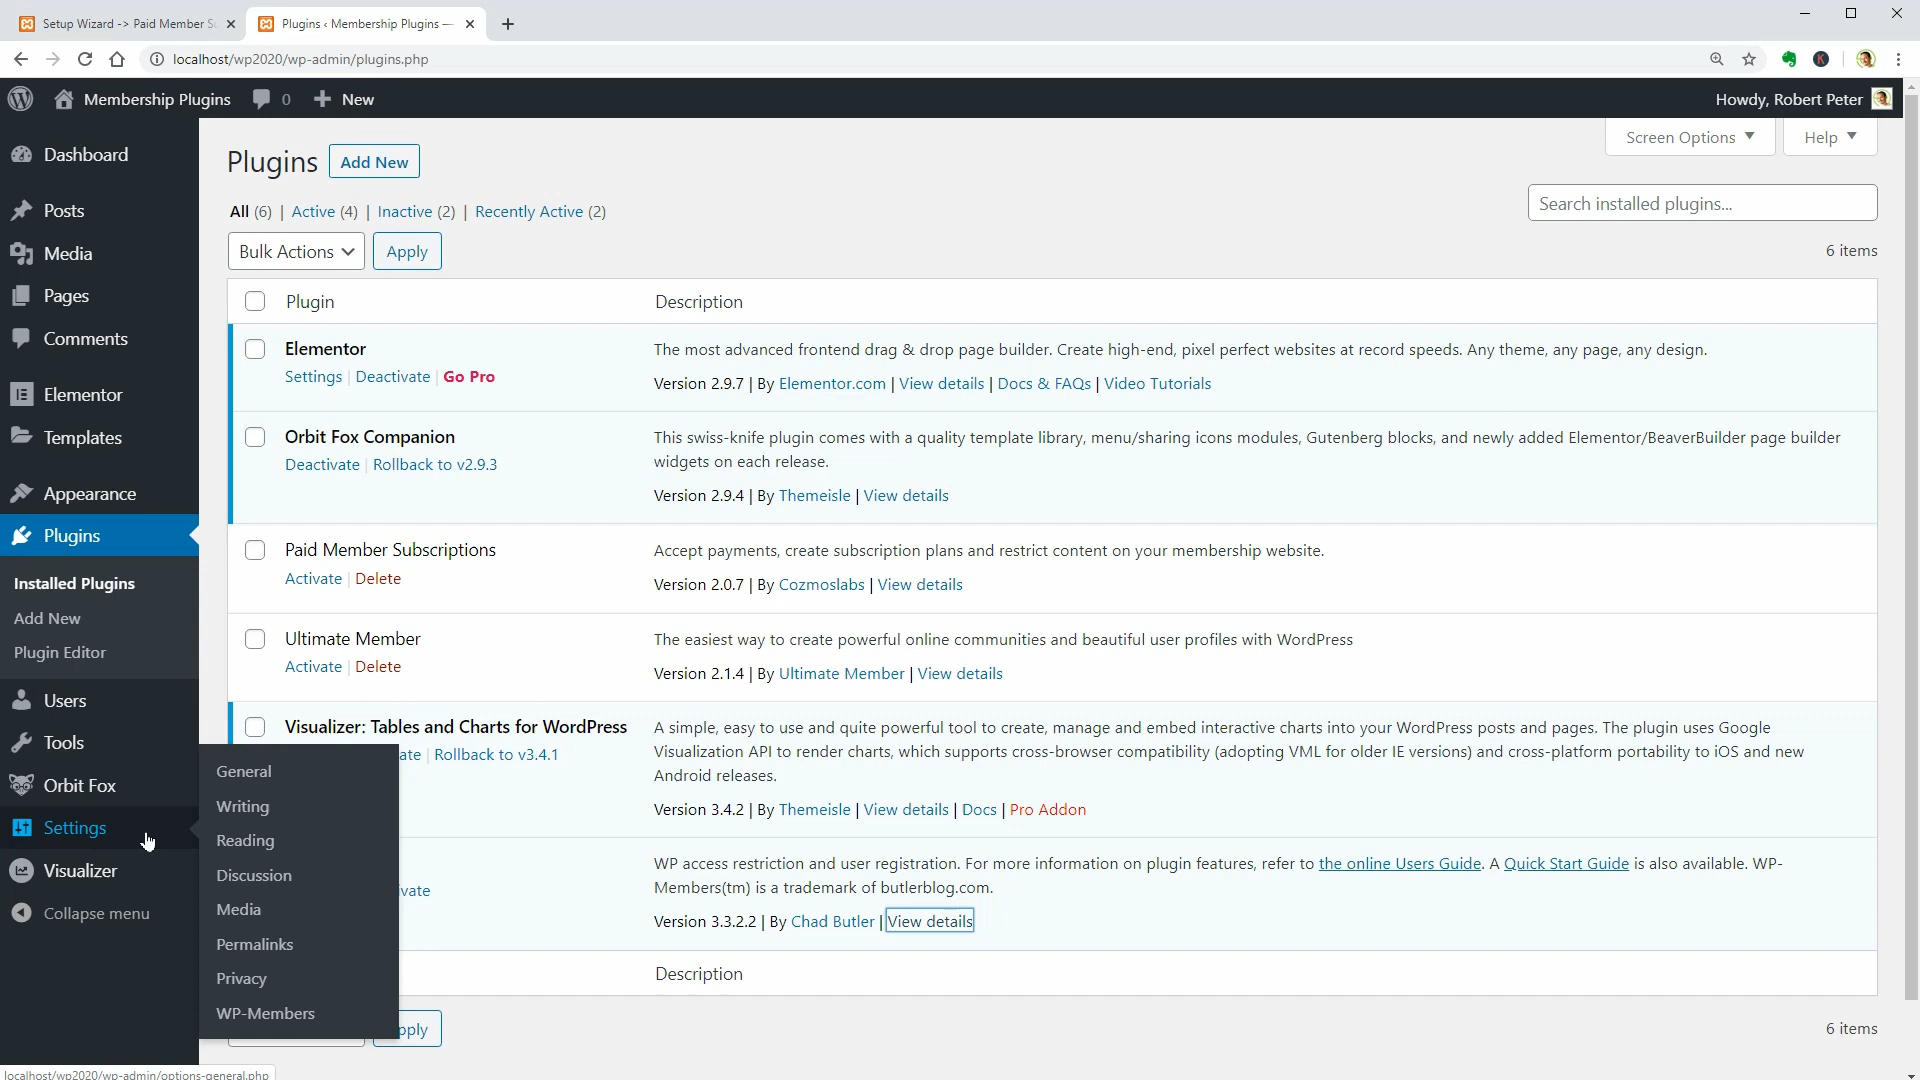 Setup Wizard -> Paid Member S
Plugins ‹ Membership Plugins —
localhost/wp2020/wp-admin/plugins.php
Membership Plugins
0
New
Howdy, Robert Peter
Dashboard
Posts
Media
Pages
Comments
Elementor
Templates
Appearance
Plugins
Installed Plugins
Add New
Plugin Editor
Users
Tools
Orbit Fox
Settings
Visualizer
Collapse menu
General
Writing
Reading
Discussion
Media
Permalinks
Privacy
WP-Members
Screen Options
Help
Plugins
Add New
All (6) | Active (4) | Inactive (2) | Recently Active (2)
Search installed plugins...
Bulk Actions
Apply
6 items
Plugin
Description
Elementor
Settings | Deactivate | Go Pro
The most advanced frontend drag & drop page builder. Create high-end, pixel perfect websites at record speeds. Any theme, any page, any design.
Version 2.9.7 | By Elementor.com | View details | Docs & FAQs | Video Tutorials
Orbit Fox Companion
Deactivate | Rollback to v2.9.3
This swiss-knife plugin comes with a quality template library, menu/sharing icons modules, Gutenberg blocks, and newly added Elementor/BeaverBuilder page builder
widgets on each release.
Version 2.9.4 | By Themeisle | View details
Paid Member Subscriptions
Activate | Delete
Accept payments, create subscription plans and restrict content on your membership website.
Version 2.0.7 | By Cozmoslabs | View details
Ultimate Member
Activate | Delete
The easiest way to create powerful online communities and beautiful user profiles with WordPress
Version 2.1.4 | By Ultimate Member | View details
Visualizer: Tables and Charts for WordPress
ate | Rollback to v3.4.1
A simple, easy to use and quite powerful tool to create, manage and embed interactive charts into your WordPress posts and pages. The plugin uses Google
Visualization API to render charts, which supports cross-browser compatibility (adopting VML for older IE versions) and cross-platform portability to iOS and new
Android releases.
Version 3.4.2 | By Themeisle | View details | Docs | Pro Addon
vate
WP access restriction and user registration. For more information on plugin features, refer to the online Users Guide. A Quick Start Guide is also available. WP-
Members(tm) is a trademark of butlerblog.com.
Version 3.3.2.2 | By Chad Butler | View details
Description
pply
6 items
localhost/wp2020/wp-admin/options-general.php